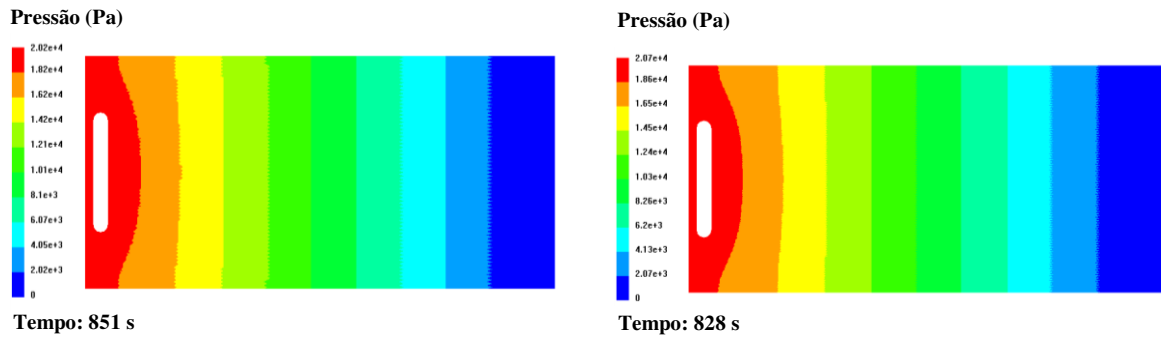 Pressão (Pa)
2.02e+4
1.82e+4
1.62e+4
1.42e+4
1.21e+4
1.01e+4
8.1e+3
6.07e+3
4.05e+3
2.02e+3
0
Tempo: 851 s
Pressão (Pa)
2.07e+4
1.86e+4
1.65e+4
1.45e+4
1.24e+4
1.03e+4
8.26e+3
6.2e+3
4.13e+3
2.07e+3
0
Tempo: 828 s